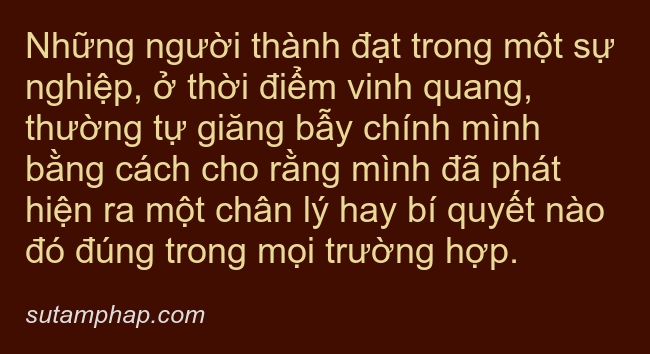 Những người thành đạt trong một sự
nghiệp, ở thời điểm vinh quang,
thường tự giăng bẫy chính mình
bằng cách cho rằng mình đã phát
hiện ra một chân lý hay bí quyết nào
đó đúng trong mọi trường hợp.
sutamphap.com